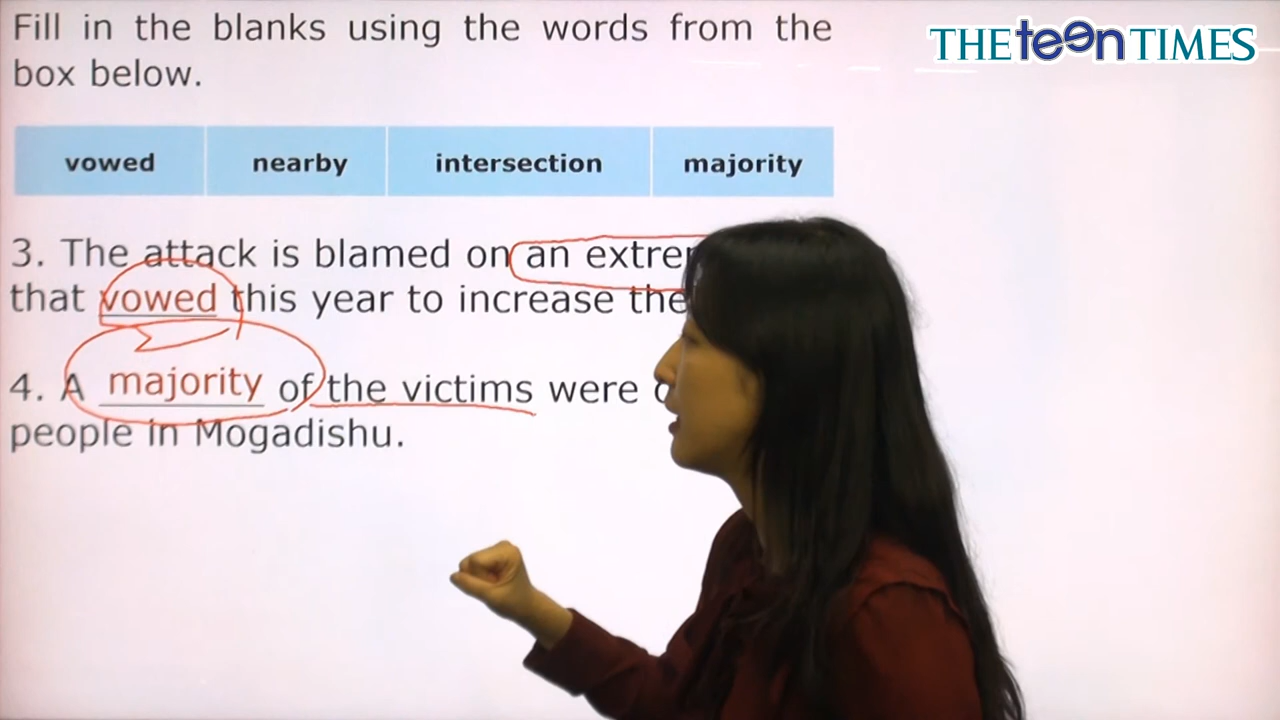 THE teen TIMES
Fill in the blanks using the words from the
box below.
vowed nearby intersection majority
3. The attack is blamed on an
that vowed this year to increase the
4. A majority of the victims were
people in Mogadishu.